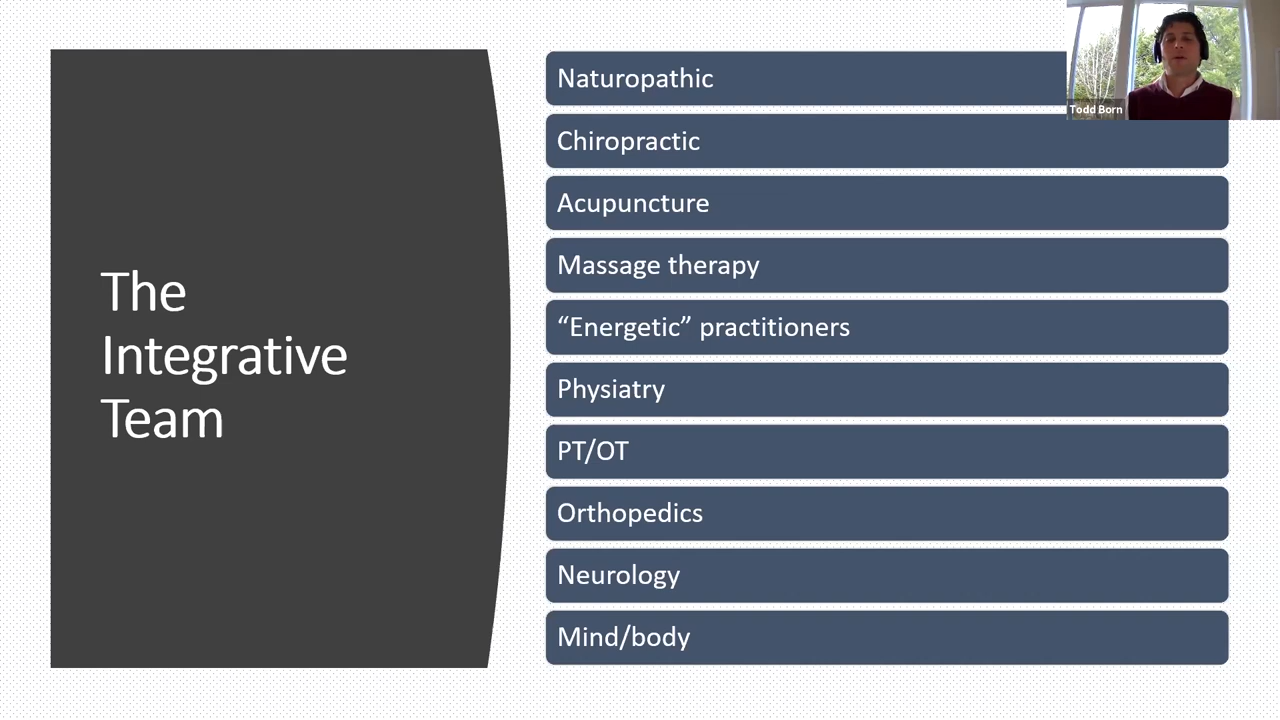 The
Integrative
Team
Naturopathic
Chiropractic
Acupuncture
Massage therapy
“Energetic” practitioners
Physiatry
PT/OT
Orthopedics
Neurology
Mind/body
Todd Born